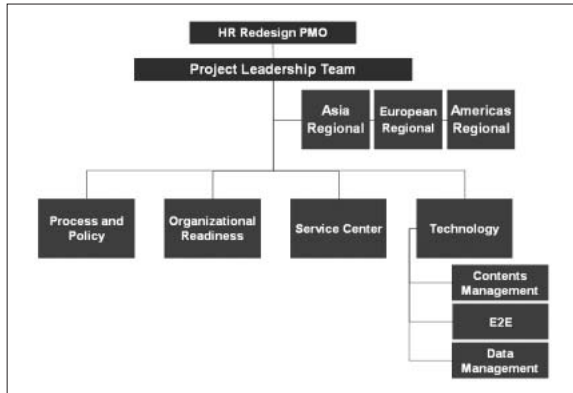 HR Redesign PMO
Project Leadership Team
Asia
Regional
European
Regional
Americas
Regional
Process and
Policy
Organizational
Readiness
Service Center
Technology
Contents
Management
E2E
Data
Management